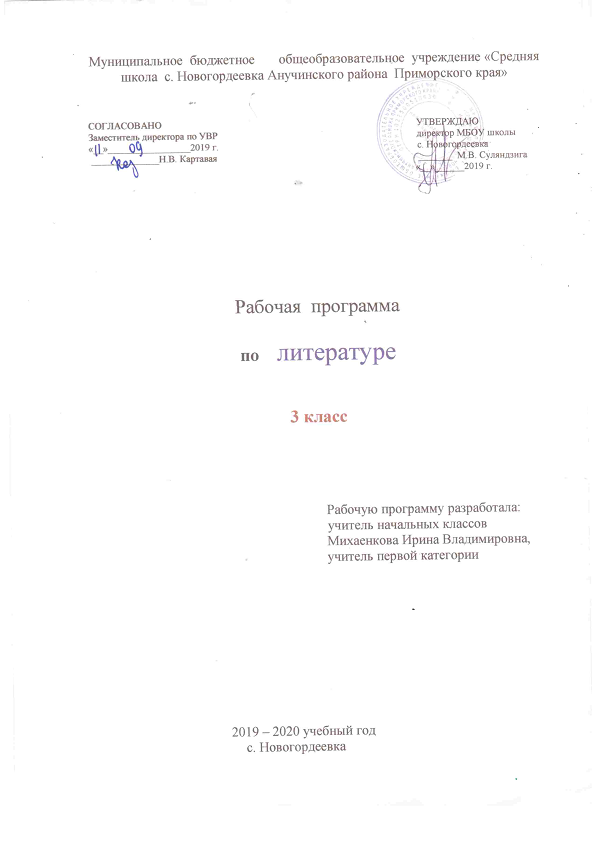 Муниципальное бюджетное общеобразовательное учреждение «Средняя
школа с. Новогордеевка Анучинского района Приморского края»
СОГЛАСОВАНО
Заместитель директора по УВР
«11»  09  2019 г.
Н.В. Картавая
УТВЕРЖДАЮ
директор МБОУ школы
с. Новогордеевка
М.В. Суляндзига
«__»________2019 г.
Рабочая программа
по литературе
3 класс
Рабочую программу разработала:
учитель начальных классов
Михаенкова Ирина Владимировна,
учитель первой категории
2019 – 2020 учебный год
с. Новогордеевка